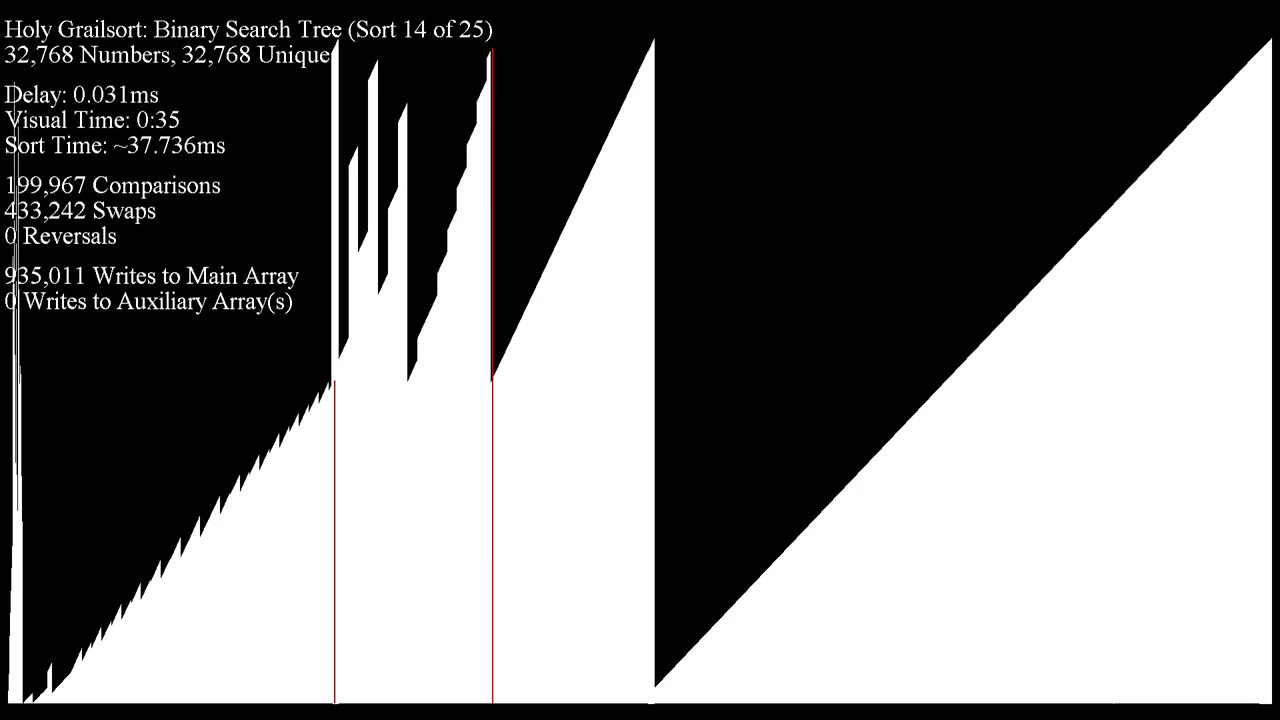 Holy Grailsort: Binary Search Tree (Sort 14 of 25)
32,768 Numbers, 32,768 Unique
Delay: 0.031ms
Visual Time: 0:35
Sort Time: ~37.736ms
199,967 Comparisons
433,242 Swaps
0 Reversals
935,011 Writes to Main Array
0 Writes to Auxiliary Array(s)